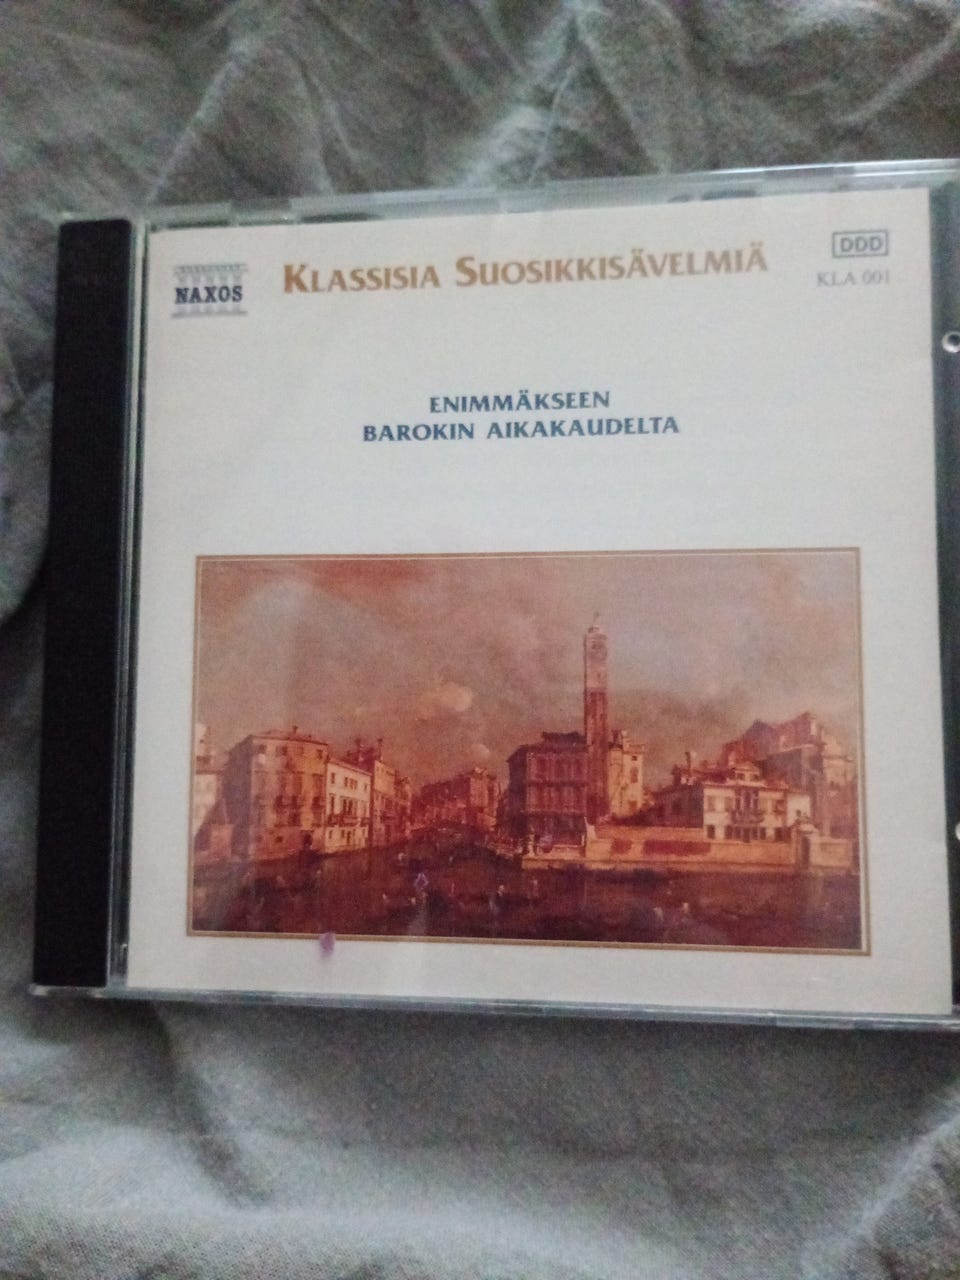 NAXOS
KLASSISIA SUOSIKKISÄVELMIÄ
DDD
KLA 001
ENIMMÄKSEEN
BAROKIN AIKAKAUDELTA